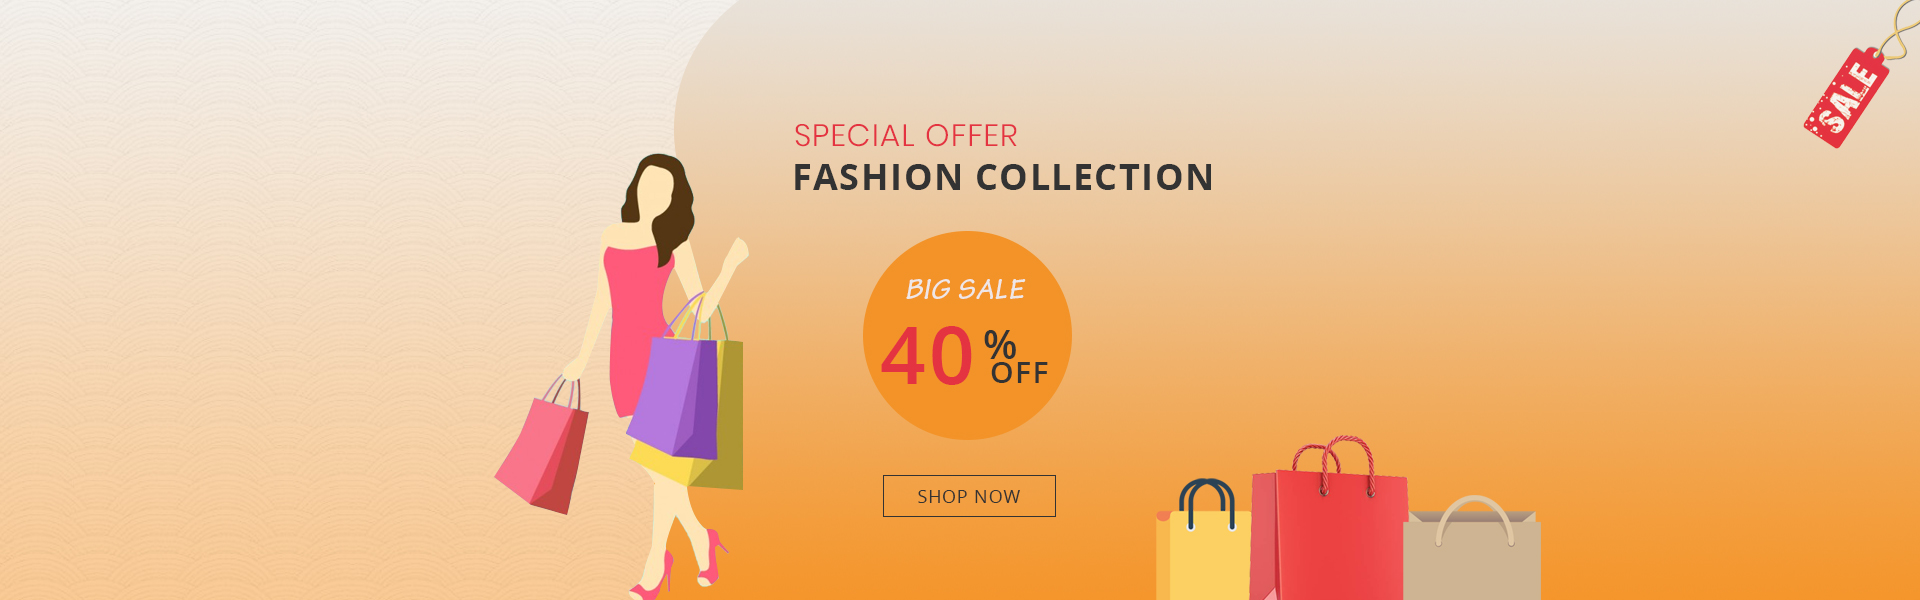 SPECIAL OFFER
FASHION COLLECTION
BIG SALE
40 %
OFF
SHOP NOW
SALE